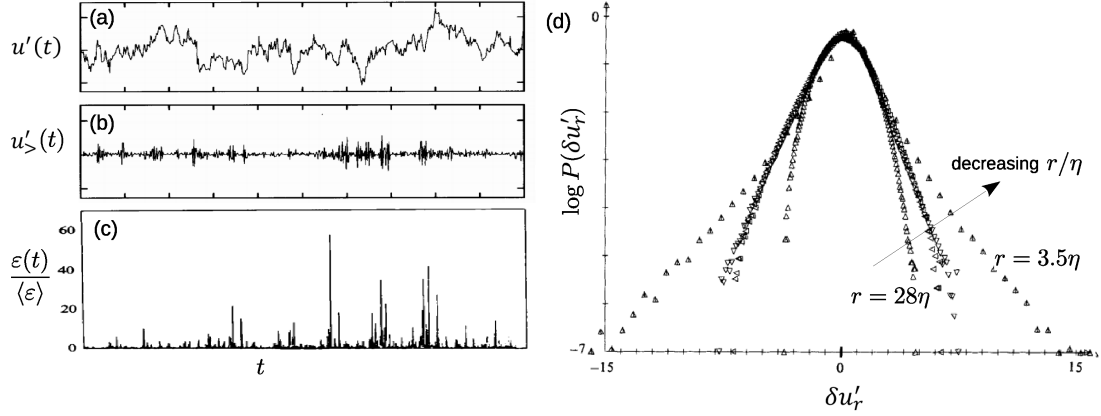 (a)
u′(t)
(b)
u′>(t)
(c)
60
40
20
0
ε(t)
⟨ε⟩
t
(d)
0
log P(δu′r)
decreasing r/η
r = 3.5η
r = 28η
−7
−15
0
15
δu′r